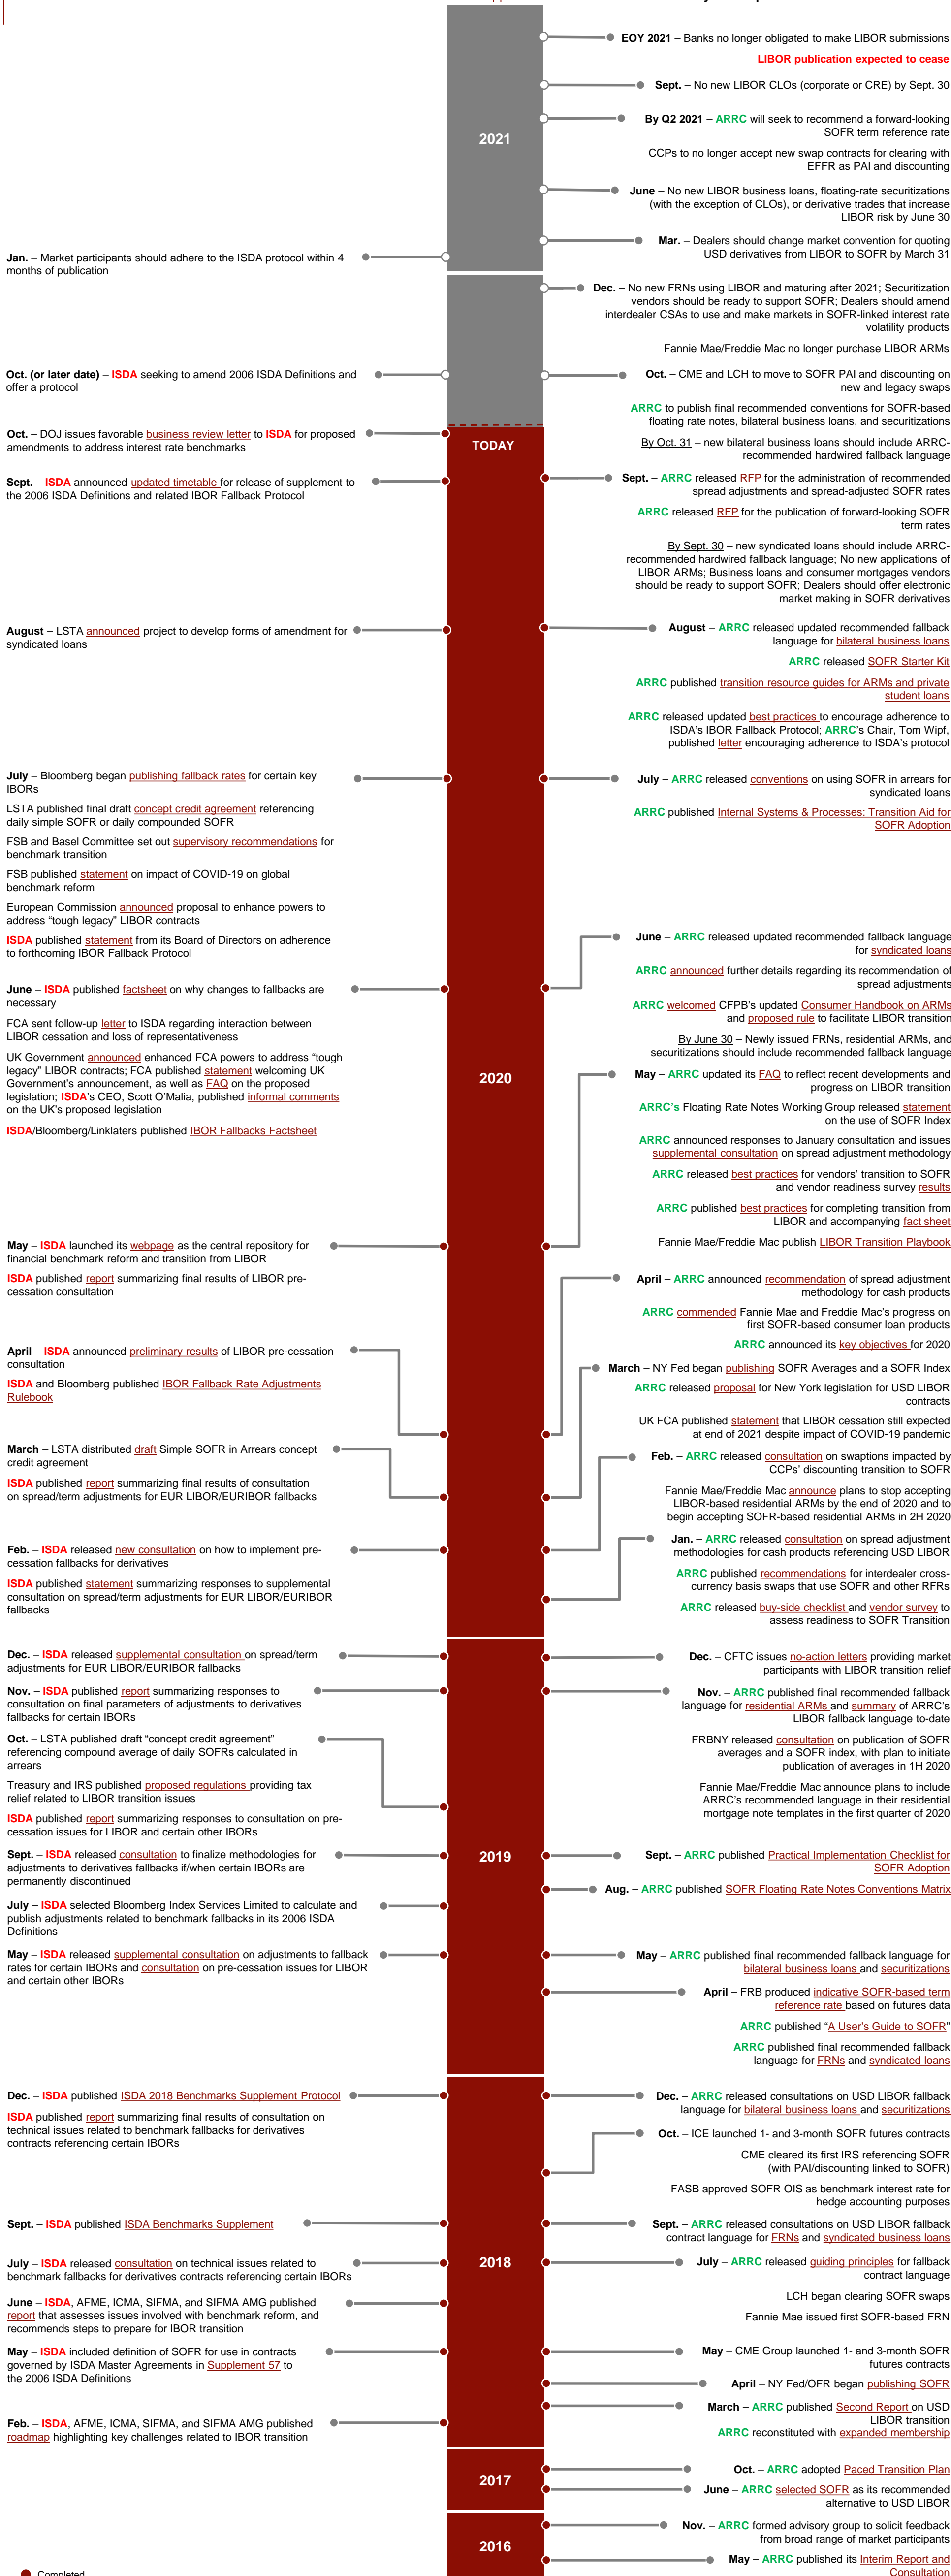 EOY 2021 – Banks no longer obligated to make LIBOR submissions
LIBOR publication expected to cease
Sept. – No new LIBOR CLOs (corporate or CRE) by Sept. 30
By Q2 2021 – ARRC will seek to recommend a forward-looking
SOFR term reference rate
CCPs to no longer accept new swap contracts for clearing with
EFFR as PAI and discounting
2021
June – No new LIBOR business loans, floating-rate securitizations
(with the exception of CLOs), or derivative trades that increase
LIBOR risk by June 30
Mar. – Dealers should change market convention for quoting
USD derivatives from LIBOR to SOFR by March 31
Jan. – Market participants should adhere to the ISDA protocol within 4
months of publication
Dec. – No new FRNs using LIBOR and maturing after 2021; Securitization
vendors should be ready to support SOFR; Dealers should amend
interdealer CSAs to use and make markets in SOFR-linked interest rate
volatility products
Fannie Mae/Freddie Mac no longer purchase LIBOR ARMs
Oct. (or later date) – ISDA seeking to amend 2006 ISDA Definitions and
offer a protocol
Oct. – CME and LCH to move to SOFR PAI and discounting on
new and legacy swaps
ARRC to publish final recommended conventions for SOFR-based
floating rate notes, bilateral business loans, and securitizations
By Oct. 31 – new bilateral business loans should include ARRC-
recommended hardwired fallback language
Oct. – DOJ issues favorable business review letter to ISDA for proposed
amendments to address interest rate benchmarks
TODAY
Sept. – ISDA announced updated timetable for release of supplement to
the 2006 ISDA Definitions and related IBOR Fallback Protocol
Sept. – ARRC released RFP for the administration of recommended
spread adjustments and spread-adjusted SOFR rates
ARRC released RFP for the publication of forward-looking SOFR
term rates
By Sept. 30 – new syndicated loans should include ARRC-
recommended hardwired fallback language; No new applications of
LIBOR ARMs; Business loans and consumer mortgages vendors
should be ready to support SOFR; Dealers should offer electronic
market making in SOFR derivatives
August – LSTA announced project to develop forms of amendment for
syndicated loans
August – ARRC released updated recommended fallback
language for bilateral business loans
ARRC released SOFR Starter Kit
ARRC published transition resource guides for ARMs and private
student loans
ARRC released updated best practices to encourage adherence to
ISDA's IBOR Fallback Protocol; ARRC's Chair, Tom Wipf,
published letter encouraging adherence to ISDA's protocol
July – Bloomberg began publishing fallback rates for certain key
IBORs
LSTA published final draft concept credit agreement referencing
daily simple SOFR or daily compounded SOFR
FSB and Basel Committee set out supervisory recommendations for
benchmark transition
FSB published statement on impact of COVID-19 on global
benchmark reform
European Commission announced proposal to enhance powers to
address "tough legacy" LIBOR contracts
ISDA published statement from its Board of Directors on adherence
to forthcoming IBOR Fallback Protocol
July – ARRC released conventions on using SOFR in arrears for
syndicated loans
ARRC published Internal Systems & Processes: Transition Aid for
SOFR Adoption
June – ISDA published factsheet on why changes to fallbacks are
necessary
FCA sent follow-up letter to ISDA regarding interaction between
LIBOR cessation and loss of representativeness
UK Government announced enhanced FCA powers to address "tough
legacy" LIBOR contracts; FCA published statement welcoming UK
Government's announcement, as well as FAQ on the proposed
legislation; ISDA's CEO, Scott O'Malia, published informal comments
on the UK's proposed legislation
ISDA/Bloomberg/Linklaters published IBOR Fallbacks Factsheet
June – ARRC released updated recommended fallback language
for syndicated loans
ARRC announced further details regarding its recommendation of
spread adjustments
ARRC welcomed CFPB's updated Consumer Handbook on ARMs
and proposed rule to facilitate LIBOR transition
By June 30 – Newly issued FRNs, residential ARMs, and
securitizations should include recommended fallback language
2020
May – ARRC updated its FAQ to reflect recent developments and
progress on LIBOR transition
ARRC's Floating Rate Notes Working Group released statement
on the use of SOFR Index
ARRC announced responses to January consultation and issues
supplemental consultation on spread adjustment methodology
ARRC released best practices for vendors' transition to SOFR
and vendor readiness survey results
ARRC published best practices for completing transition from
LIBOR and accompanying fact sheet
Fannie Mae/Freddie Mac publish LIBOR Transition Playbook
May – ISDA launched its webpage as the central repository for
financial benchmark reform and transition from LIBOR
ISDA published report summarizing final results of LIBOR pre-
cessation consultation
April – ARRC announced recommendation of spread adjustment
methodology for cash products
ARRC commended Fannie Mae and Freddie Mac's progress on
first SOFR-based consumer loan products
ARRC announced its key objectives for 2020
April – ISDA announced preliminary results of LIBOR pre-cessation
consultation
ISDA and Bloomberg published IBOR Fallback Rate Adjustments
Rulebook
March – NY Fed began publishing SOFR Averages and a SOFR Index
ARRC released proposal for New York legislation for USD LIBOR
contracts
UK FCA published statement that LIBOR cessation still expected
at end of 2021 despite impact of COVID-19 pandemic
March – LSTA distributed draft Simple SOFR in Arrears concept
credit agreement
ISDA published report summarizing final results of consultation
on spread/term adjustments for EUR LIBOR/EURIBOR fallbacks
Feb. – ARRC released consultation on swaptions impacted by
CCPs' discounting transition to SOFR
Fannie Mae/Freddie Mac announce plans to stop accepting
LIBOR-based residential ARMs by the end of 2020 and to
begin accepting SOFR-based residential ARMs in 2H 2020
Feb. – ISDA released new consultation on how to implement pre-
cessation fallbacks for derivatives
ISDA published statement summarizing responses to supplemental
consultation on spread/term adjustments for EUR LIBOR/EURIBOR
fallbacks
Jan. – ARRC released consultation on spread adjustment
methodologies for cash products referencing USD LIBOR
ARRC published recommendations for interdealer cross-
currency basis swaps that use SOFR and other RFRs
ARRC released buy-side checklist and vendor survey to
assess readiness to SOFR Transition
Dec. – ISDA released supplemental consultation on spread/term
adjustments for EUR LIBOR/EURIBOR fallbacks
Dec. – CFTC issues no-action letters providing market
participants with LIBOR transition relief
Nov. – ISDA published report summarizing responses to
consultation on final parameters of adjustments to derivatives
fallbacks for certain IBORs
Nov. – ARRC published final recommended fallback
language for residential ARMs and summary of ARRC's
LIBOR fallback language to-date
FRBNY released consultation on publication of SOFR
averages and a SOFR index, with plan to initiate
publication of averages in 1H 2020
Fannie Mae/Freddie Mac announce plans to include
ARRC's recommended language in their residential
mortgage note templates in the first quarter of 2020
Oct. – LSTA published draft "concept credit agreement"
referencing compound average of daily SOFRs calculated in
arrears
Treasury and IRS published proposed regulations providing tax
relief related to LIBOR transition issues
ISDA published report summarizing responses to consultation on pre-
cessation issues for LIBOR and certain other IBORs
Sept. – ISDA released consultation to finalize methodologies for
adjustments to derivatives fallbacks if/when certain IBORs are
permanently discontinued
2019
Sept. – ARRC published Practical Implementation Checklist for
SOFR Adoption
Aug. – ARRC published SOFR Floating Rate Notes Conventions Matrix
July – ISDA selected Bloomberg Index Services Limited to calculate and
publish adjustments related to benchmark fallbacks in its 2006 ISDA
Definitions
May – ISDA released supplemental consultation on adjustments to fallback
rates for certain IBORs and consultation on pre-cessation issues for LIBOR
and certain other IBORs
May – ARRC published final recommended fallback language for
bilateral business loans and securitizations
April – FRB produced indicative SOFR-based term
reference rate based on futures data
ARRC published "A User's Guide to SOFR"
ARRC published final recommended fallback
language for FRNs and syndicated loans
Dec. – ISDA published ISDA 2018 Benchmarks Supplement Protocol
ISDA published report summarizing final results of consultation on
technical issues related to benchmark fallbacks for derivatives
contracts referencing certain IBORs
Dec. – ARRC released consultations on USD LIBOR fallback
language for bilateral business loans and securitizations
Oct. – ICE launched 1- and 3-month SOFR futures contracts
CME cleared its first IRS referencing SOFR
(with PAI/discounting linked to SOFR)
FASB approved SOFR OIS as benchmark interest rate for
hedge accounting purposes
Sept. – ISDA published ISDA Benchmarks Supplement
Sept. – ARRC released consultations on USD LIBOR fallback
contract language for FRNs and syndicated business loans
July – ISDA released consultation on technical issues related to
benchmark fallbacks for derivatives contracts referencing certain IBORs
2018
July – ARRC released guiding principles for fallback
contract language
LCH began clearing SOFR swaps
Fannie Mae issued first SOFR-based FRN
June – ISDA, AFME, ICMA, SIFMA, and SIFMA AMG published
report that assesses issues involved with benchmark reform, and
recommends steps to prepare for IBOR transition
May – ISDA included definition of SOFR for use in contracts
governed by ISDA Master Agreements in Supplement 57 to
the 2006 ISDA Definitions
May – CME Group launched 1- and 3-month SOFR
futures contracts
April – NY Fed/OFR began publishing SOFR
March – ARRC published Second Report on USD
LIBOR transition
ARRC reconstituted with expanded membership
Feb. – ISDA, AFME, ICMA, SIFMA, and SIFMA AMG published
roadmap highlighting key challenges related to IBOR transition
2017
Oct. – ARRC adopted Paced Transition Plan
June – ARRC selected SOFR as its recommended
alternative to USD LIBOR
2016
Nov. – ARRC formed advisory group to solicit feedback
from broad range of market participants
May – ARRC published its Interim Report and
Consultation
Completed